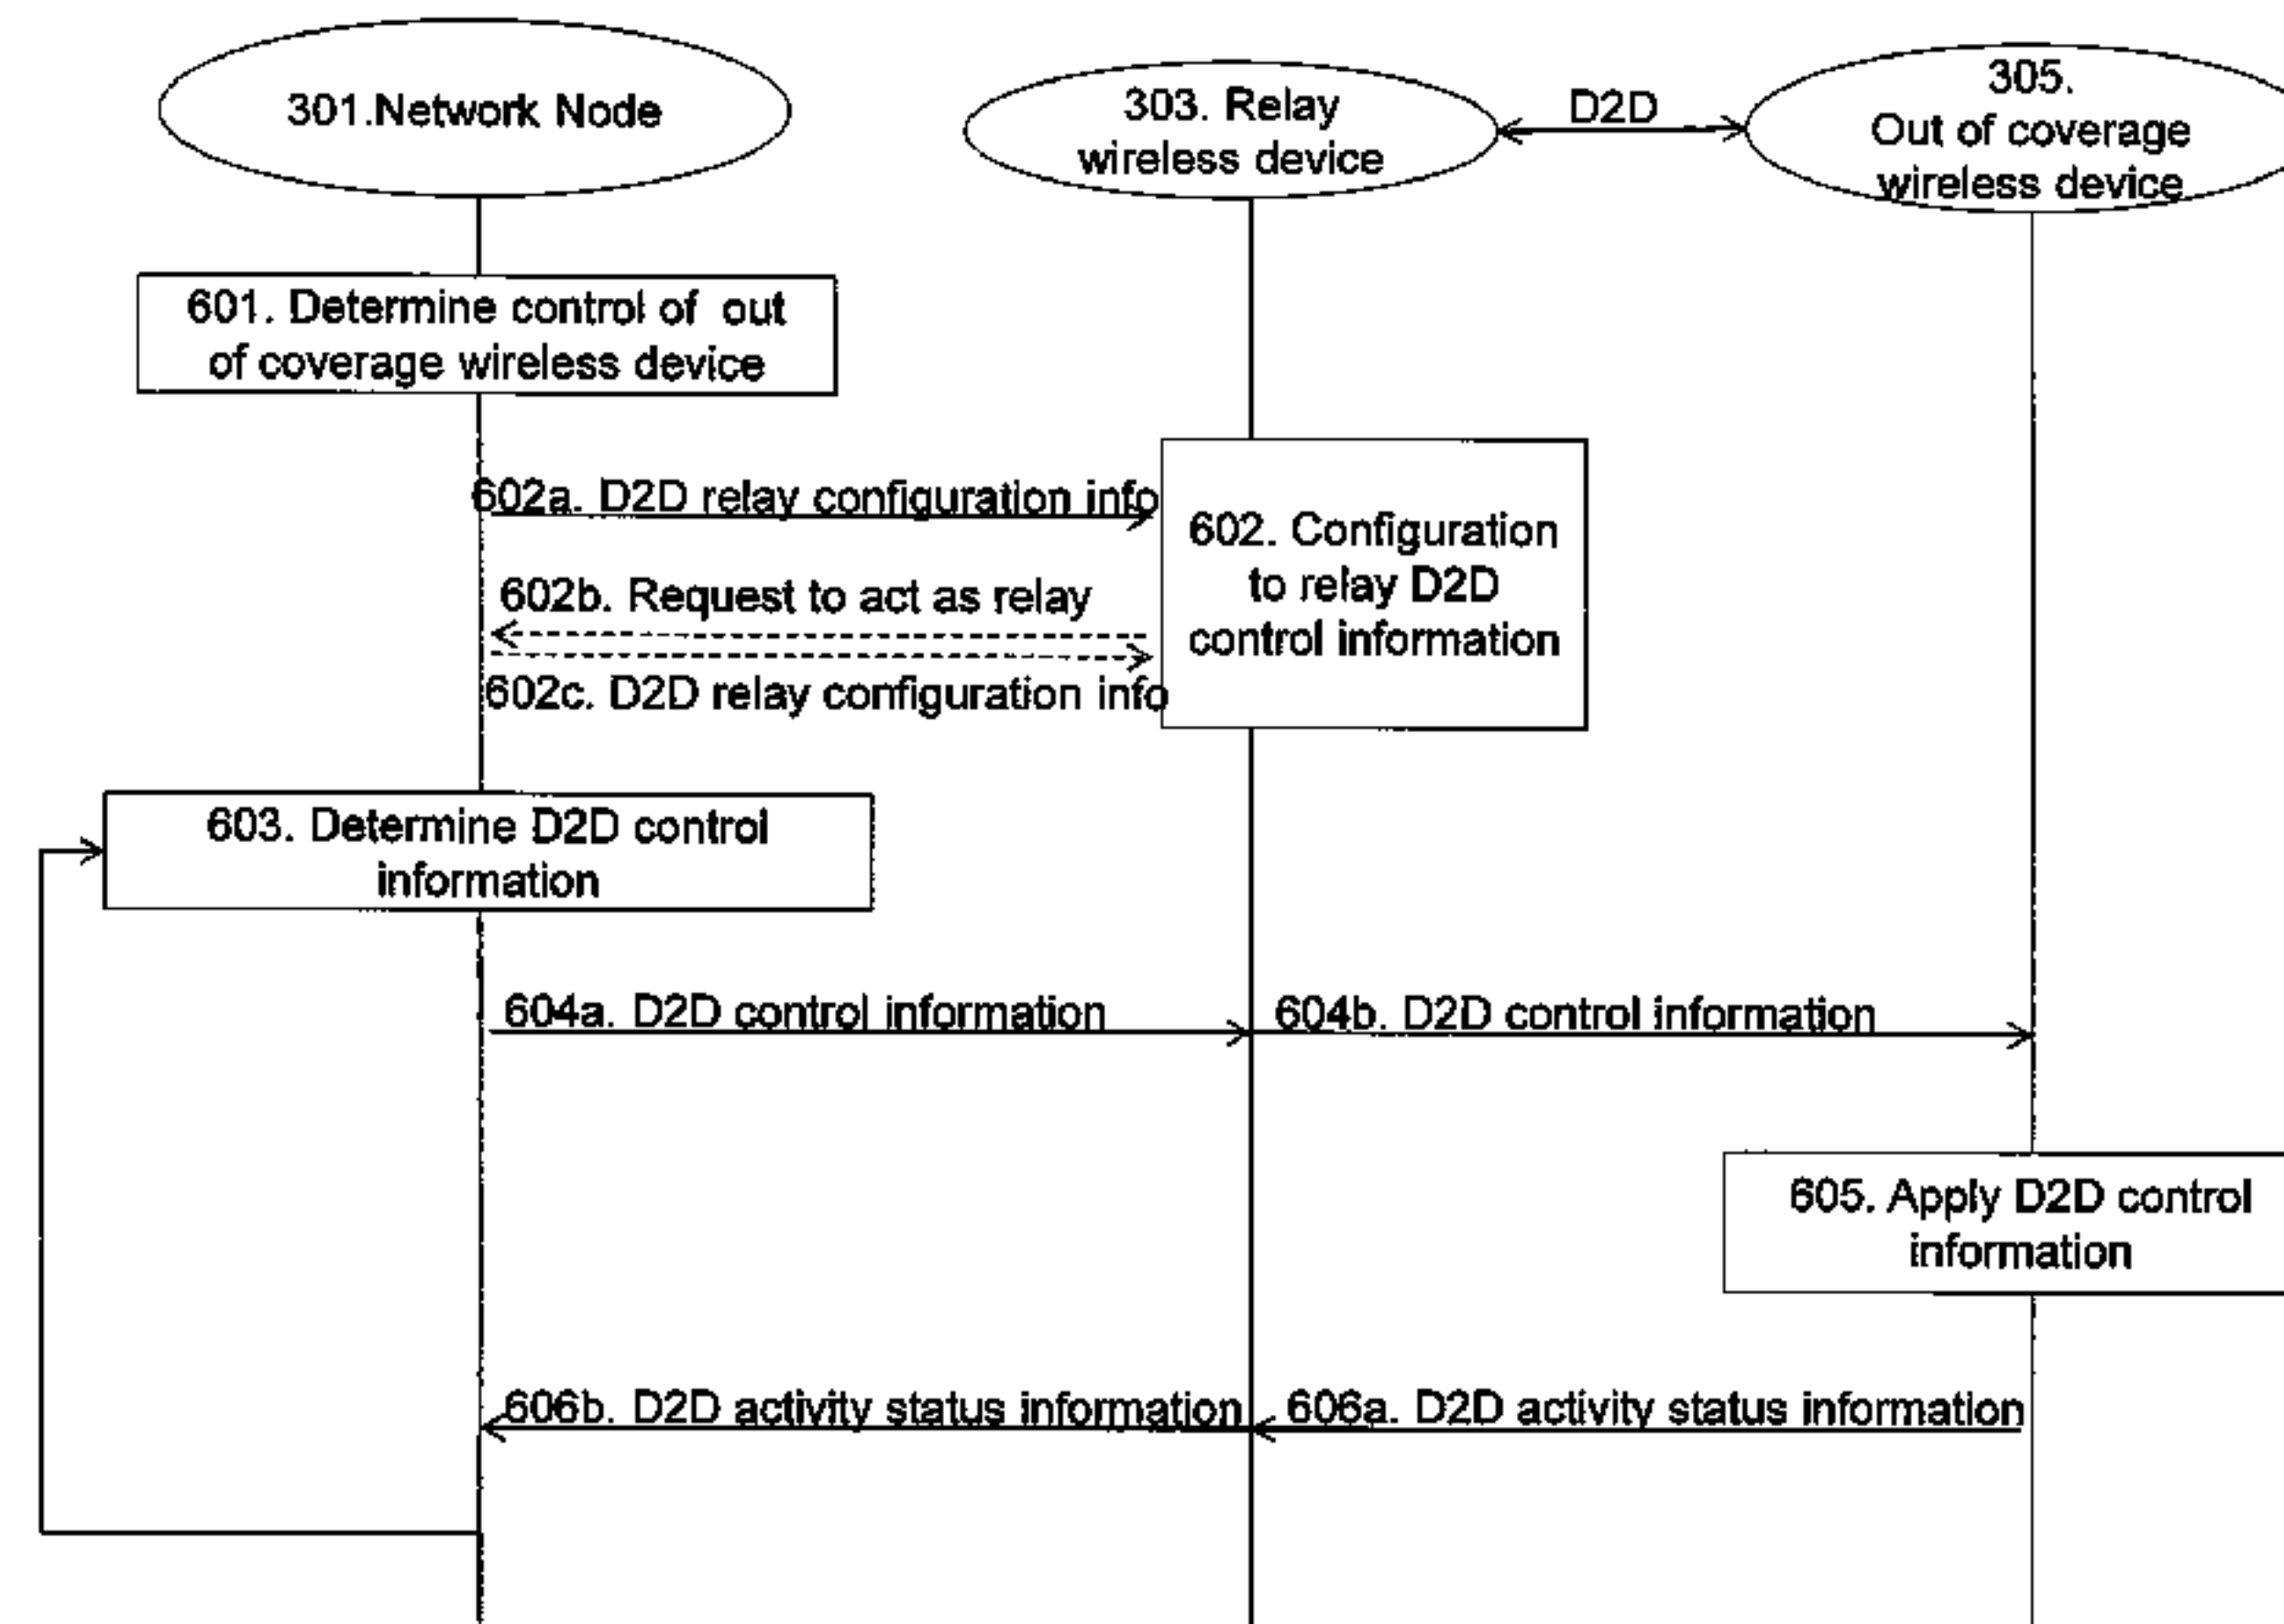 301.Network Node
303. Relay
wireless device
D2D
305.
Out of coverage
wireless device
601. Determine control of out
of coverage wireless device
602a. D2D relay configuration info
602. Configuration
to relay D2D
control information
602b. Request to act as relay
602c. D2D relay configuration info
603. Determine D2D control
information
604a. D2D control information
604b. D2D control information
605. Apply D2D control
information
606b. D2D activity status information
606a. D2D activity status information